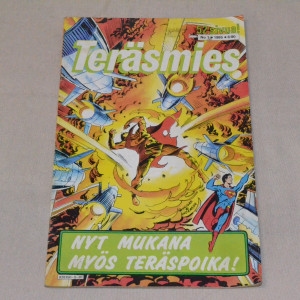 Teräsmies
NYT MUKANA
MYÖS TERÄSPOIKA!